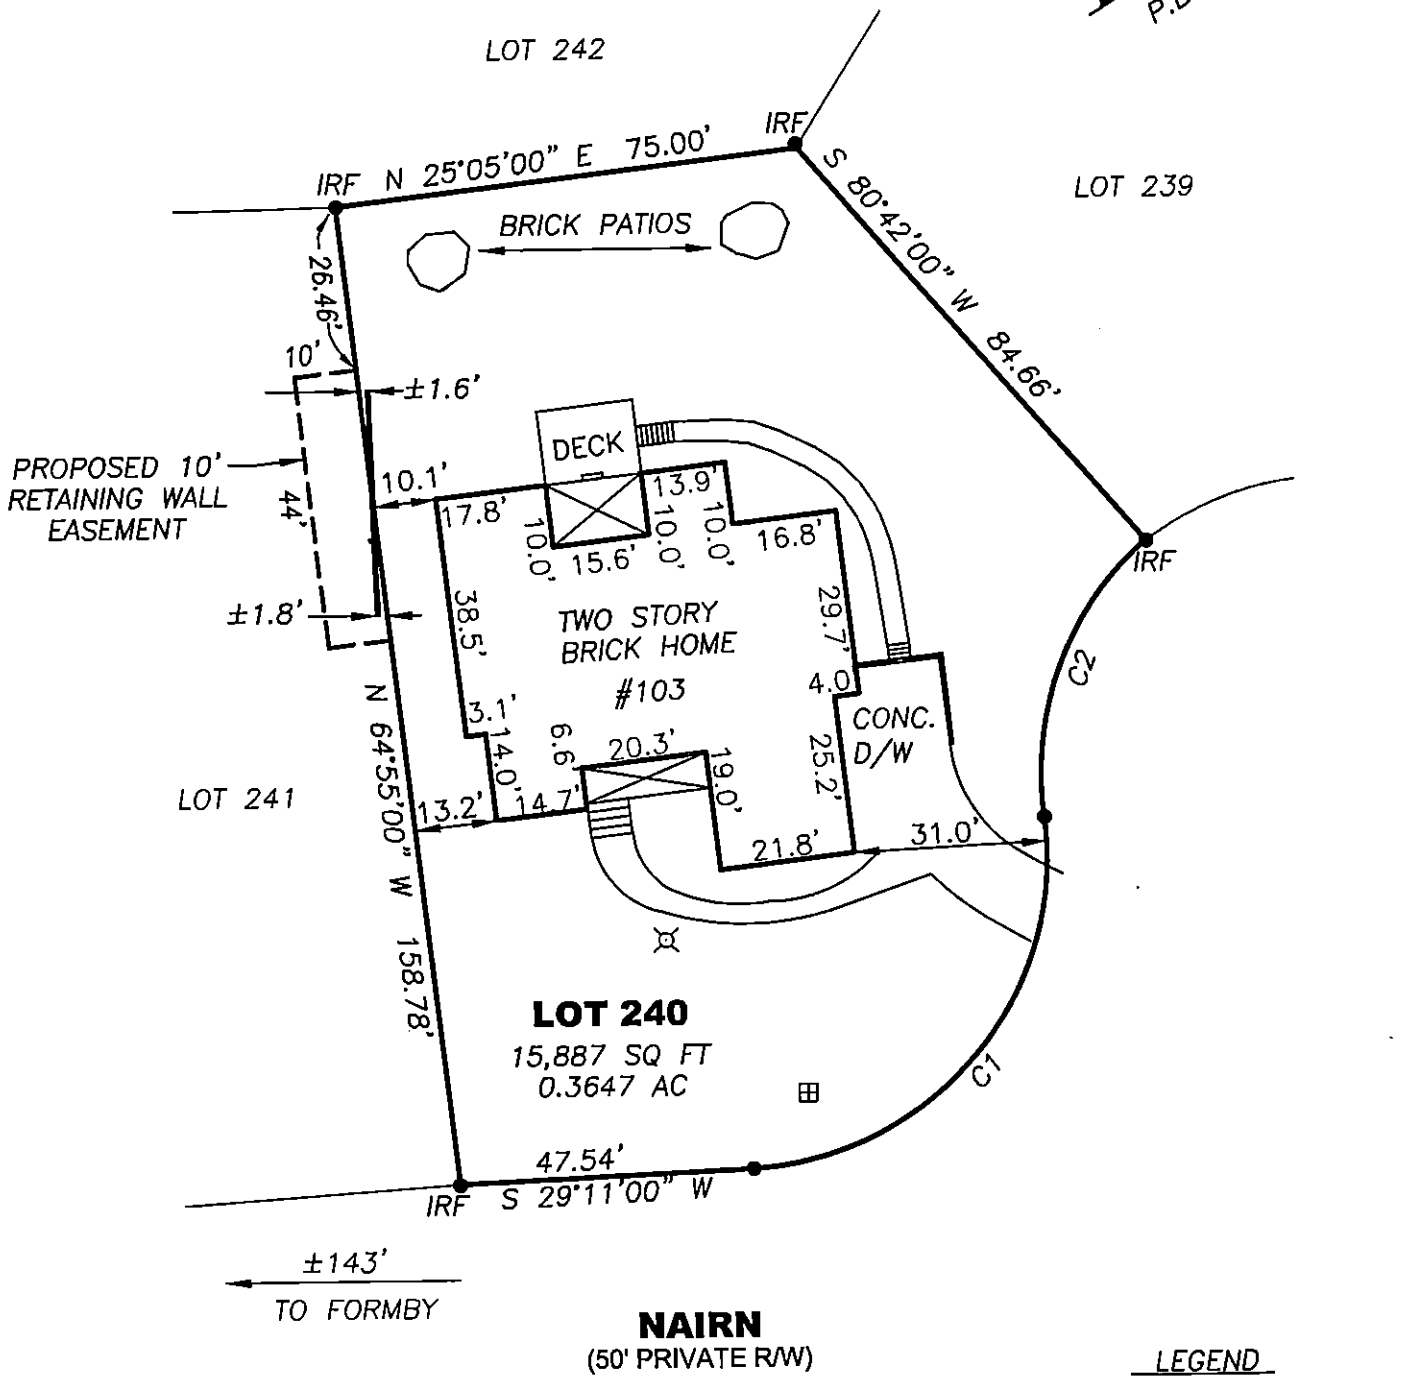 P.B
LOT 242
IRF
N 25°05'00" E 75.00'
IRF
S 80°42'00" W 84.66'
LOT 239
BRICK PATIOS
26.46'
10'
±1.6'
PROPOSED 10'
RETAINING WALL
EASEMENT
44'
10.1'
DECK
17.8'
10.0'
15.6'
10.0'
13.9'
10.0'
16.8'
IRF
±1.8'
38.5'
TWO STORY
BRICK HOME
#103
29.7'
C2
4.0
CONC.
D/W
N 64°55'00" W 158.78'
3.1'
14.0'
6.6'
20.3'
19.0'
25.2'
LOT 241
13.2'
14.7'
21.8'
31.0'
LOT 240
15,887 SQ FT
0.3647 AC
C1
47.54'
S 29°11'00" W
IRF
±143'
TO FORMBY
NAIRN
(50' PRIVATE R/W)
LEGEND